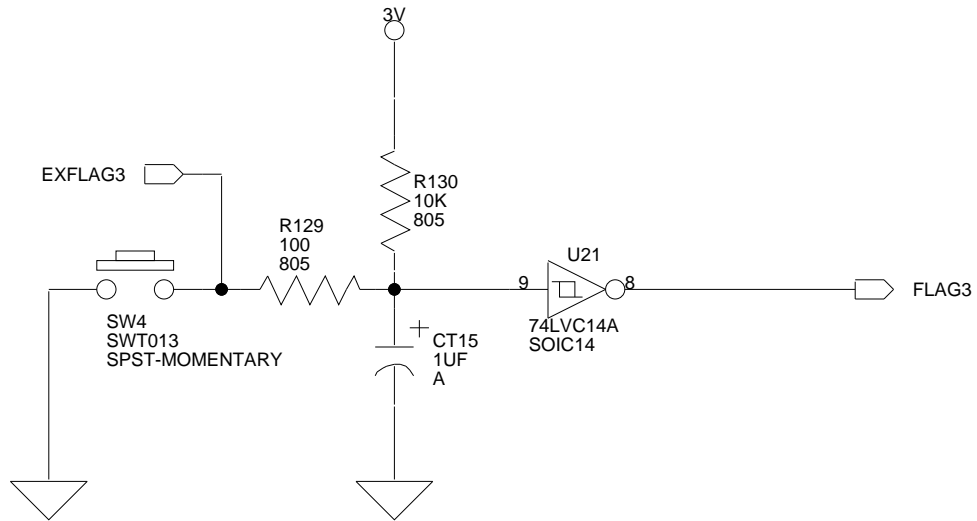 3V
EXFLAG3
R130
10K
805
R129
100
805
U21
9
8
FLAG3
74LVC14A
SOIC14
SW4
SWT013
SPST-MOMENTARY
CT15
1UF
A